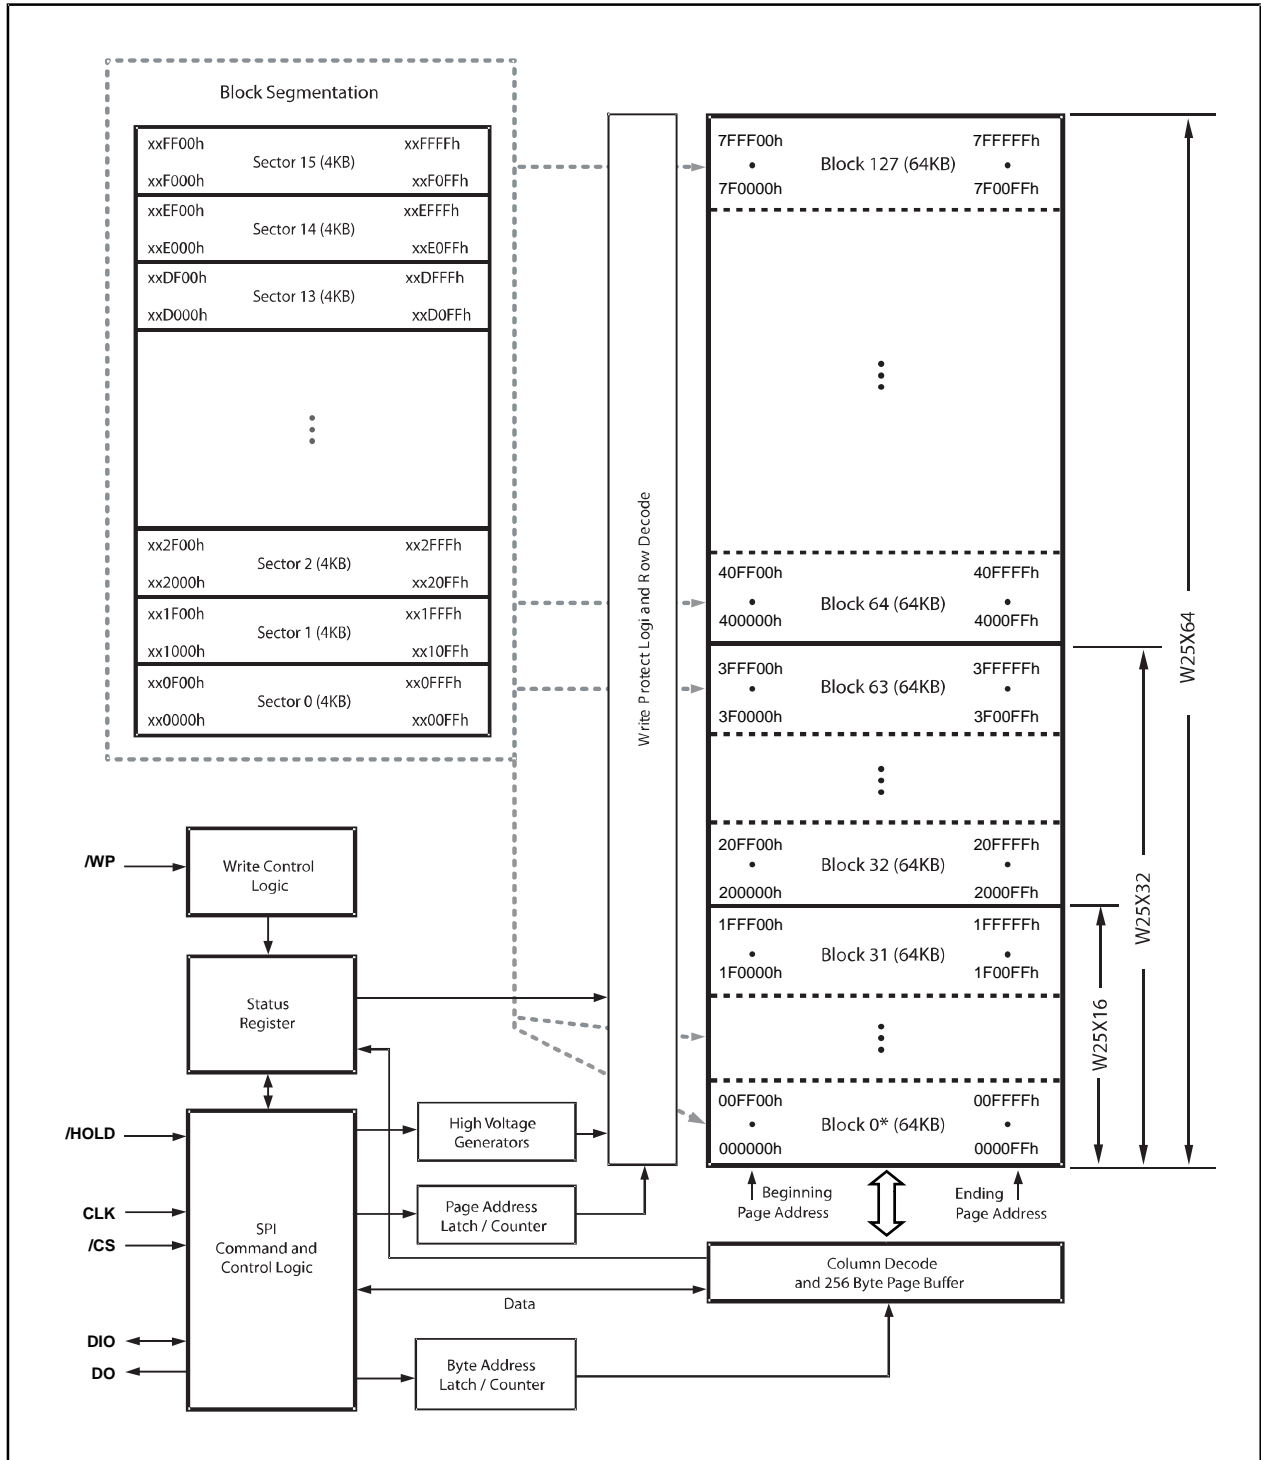 Block Segmentation
xxFF00h xxFFFFh
Sector 15 (4KB)
xxF000h xxF0FFh
xxEF00h xxEFFFh
Sector 14 (4KB)
xxE000h xxE0FFh
xxDF00h xxDFFFh
Sector 13 (4KB)
xxD000h xxD0FFh
xx2F00h xx2FFFh
Sector 2 (4KB)
xx2000h xx20FFh
xx1F00h xx1FFFh
Sector 1 (4KB)
xx1000h xx10FFh
xx0F00h xx0FFFh
Sector 0 (4KB)
xx0000h xx00FFh
Write Protect Logi and Row Decode
7FFF00h 7FFFFFh
Block 127 (64KB)
7F0000h 7F00FFh
40FF00h 40FFFFh
Block 64 (64KB)
400000h 4000FFh
3FFF00h 3FFFFFh
Block 63 (64KB)
3F0000h 3F00FFh
20FF00h 20FFFFh
Block 32 (64KB)
200000h 2000FFh
1FFF00h 1FFFFFh
Block 31 (64KB)
1F0000h 1F00FFh
00FF00h 00FFFFh
Block 0* (64KB)
000000h 0000FFh
W25X16
W25X32
W25X64
Beginning
Page Address
Ending
Page Address
/WP
Write Control
Logic
Status
Register
/HOLD
CLK
/CS
DIO
DO
SPI
Command and
Control Logic
High Voltage
Generators
Page Address
Latch / Counter
Column Decode
and 256 Byte Page Buffer
Data
Byte Address
Latch / Counter